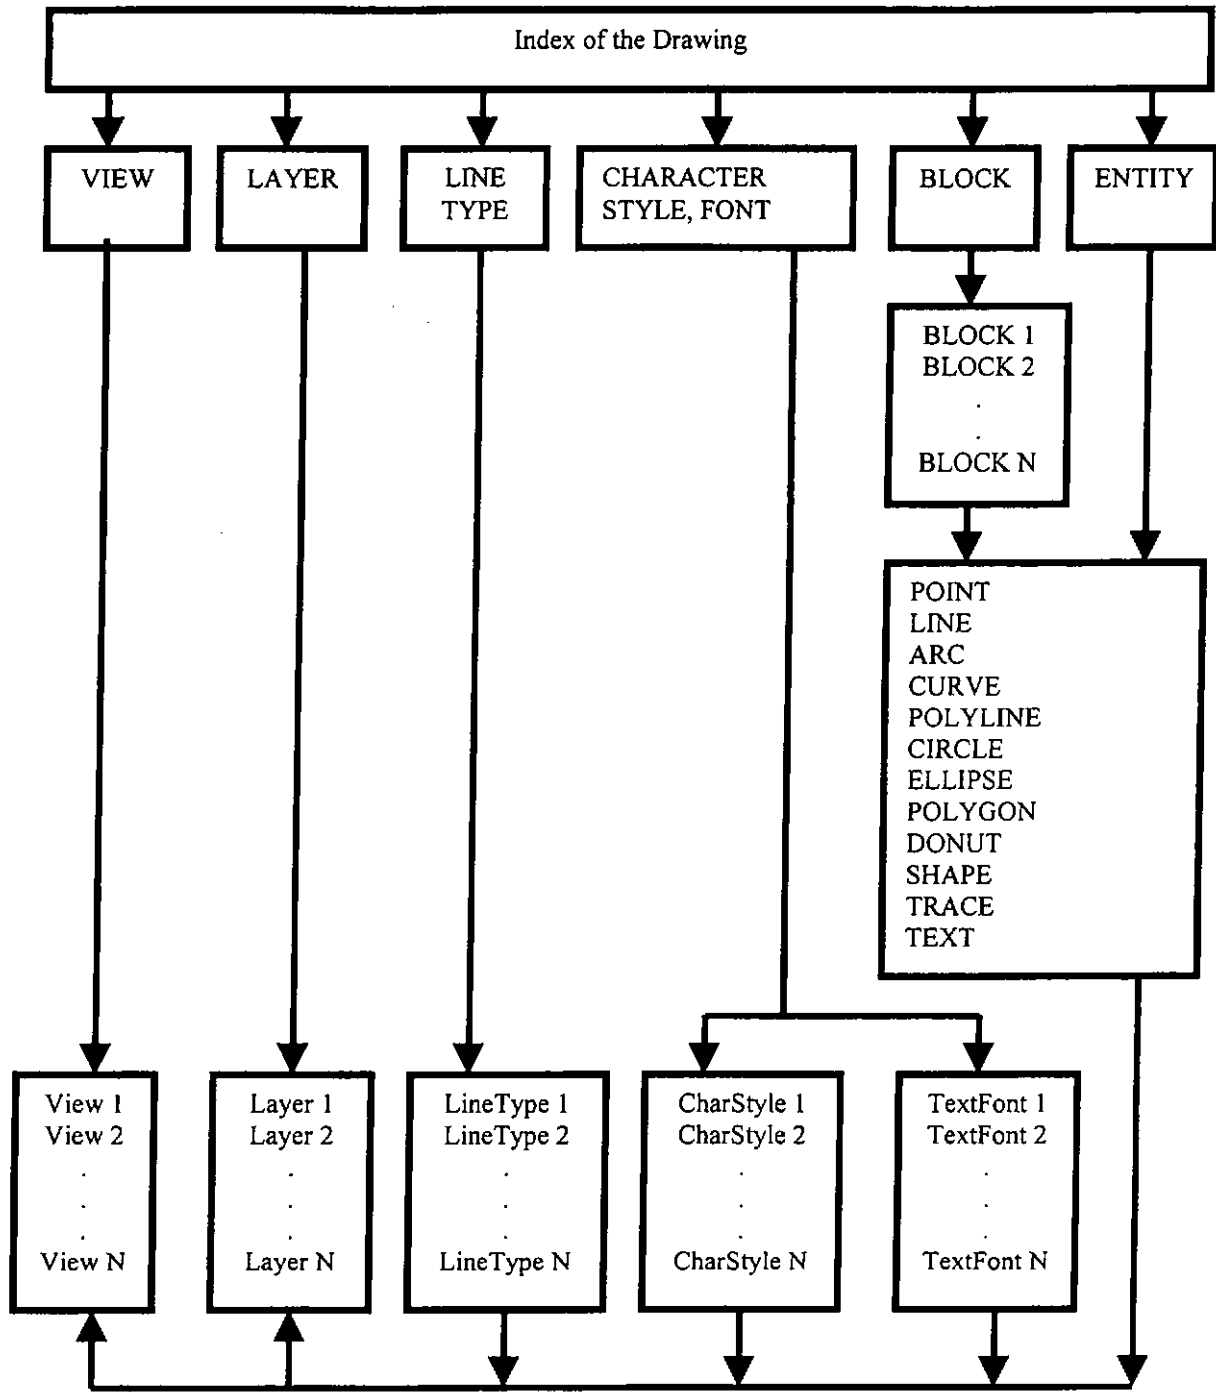 Index of the Drawing
VIEW
LAYER
LINE
TYPE
CHARACTER
STYLE, FONT
BLOCK
ENTITY
BLOCK 1
BLOCK 2
.
.
BLOCK N
POINT
LINE
ARC
CURVE
POLYLINE
CIRCLE
ELLIPSE
POLYGON
DONUT
SHAPE
TRACE
TEXT
View 1
View 2
.
.
.
View N
Layer 1
Layer 2
.
.
.
Layer N
LineType 1
LineType 2
.
.
.
LineType N
CharStyle 1
CharStyle 2
.
.
.
CharStyle N
TextFont 1
TextFont 2
.
.
.
TextFont N